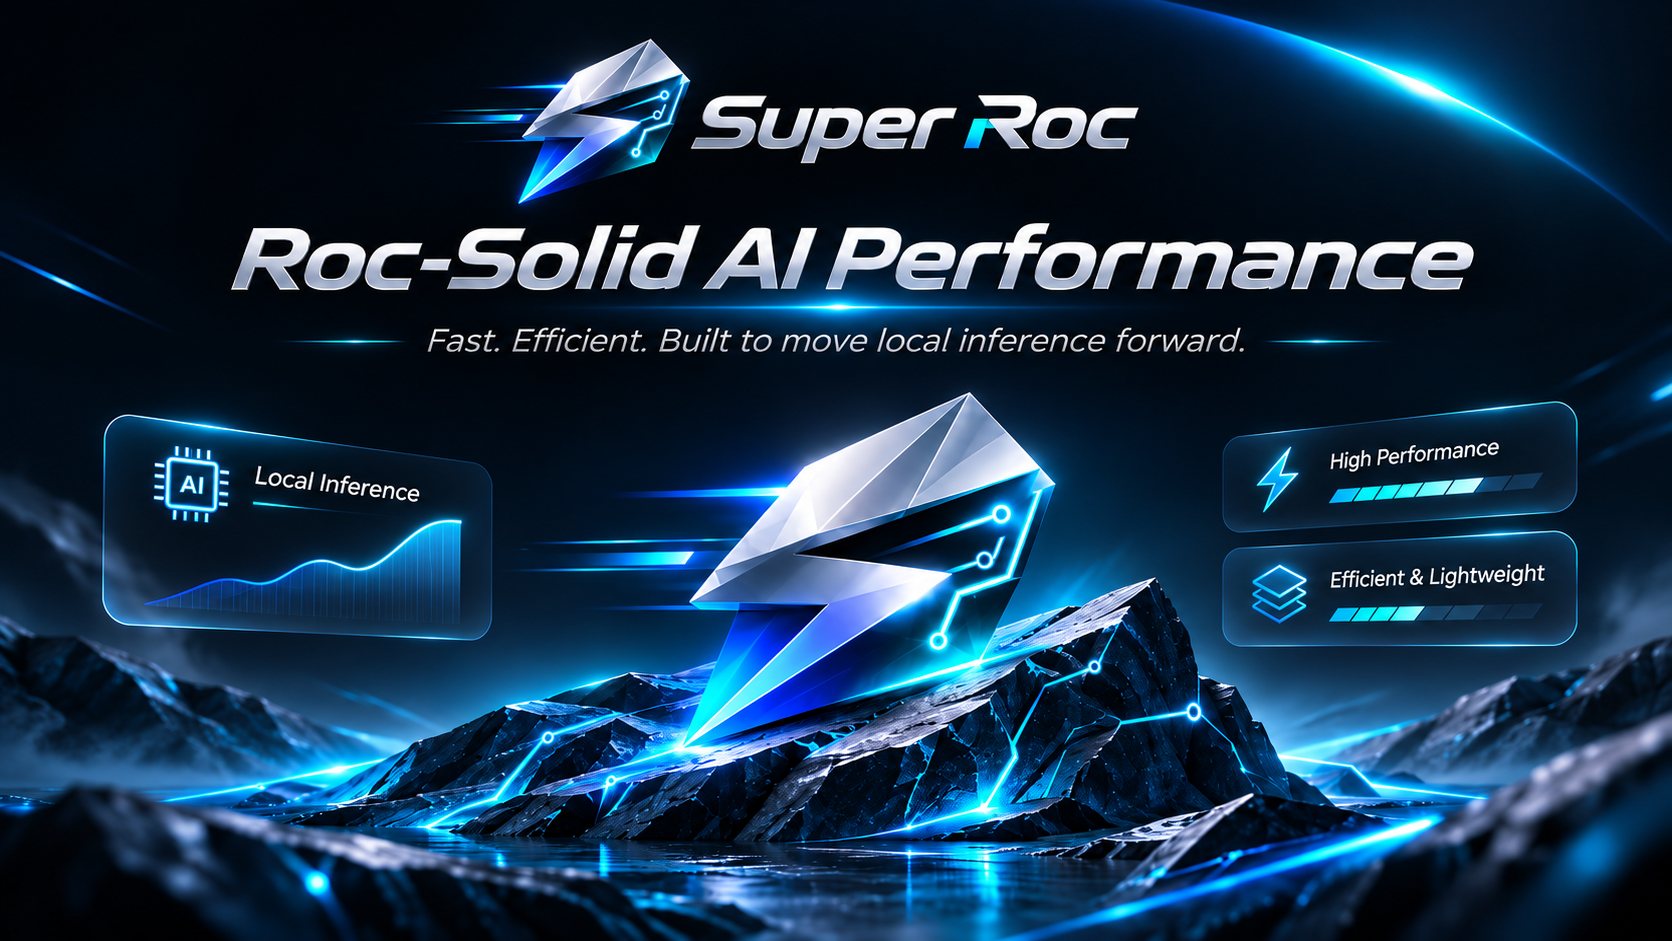 Super Roc
Roc-Solid AI Performance
Fast. Efficient. Built to move local inference forward.
AI
Local Inference
High Performance
Efficient & Lightweight